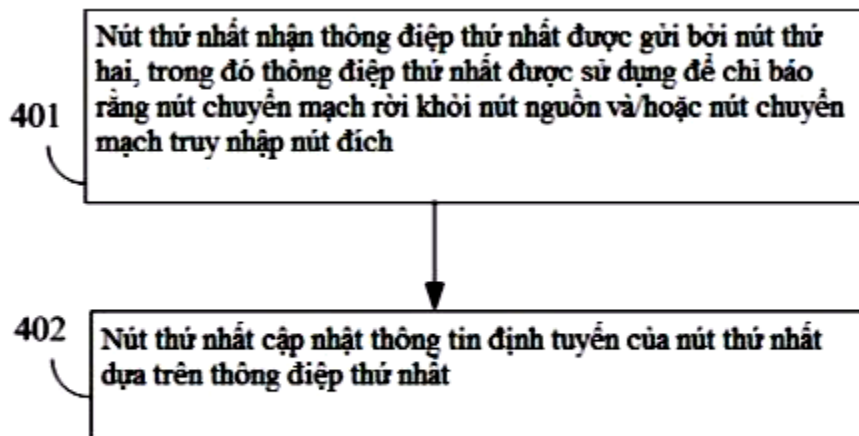 Nút thứ nhất nhận thông điệp thứ nhất được gửi bởi nút thứ
hai, trong đó thông điệp thứ nhất được sử dụng để chỉ báo
rằng nút chuyển mạch rời khỏi nút nguồn và/hoặc nút chuyển
mạch truy nhập nút đích
401
402
Nút thứ nhất cập nhật thông tin định tuyến của nút thứ nhất
dựa trên thông điệp thứ nhất